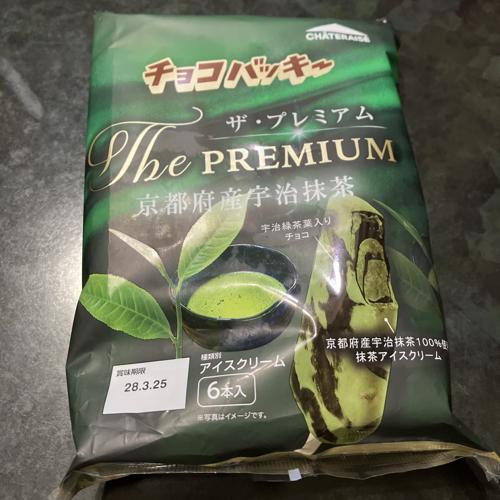 CHATERAISE
チョコバッキー
ザ・プレミアム
The PREMIUM
京都府産宇治抹茶
宇治緑茶葉入り
チョコ
京都府産宇治抹茶100%使
抹茶アイスクリーム
種類別
アイスクリーム
6本入
※写真はイメージです。
賞味期限
28.3.25